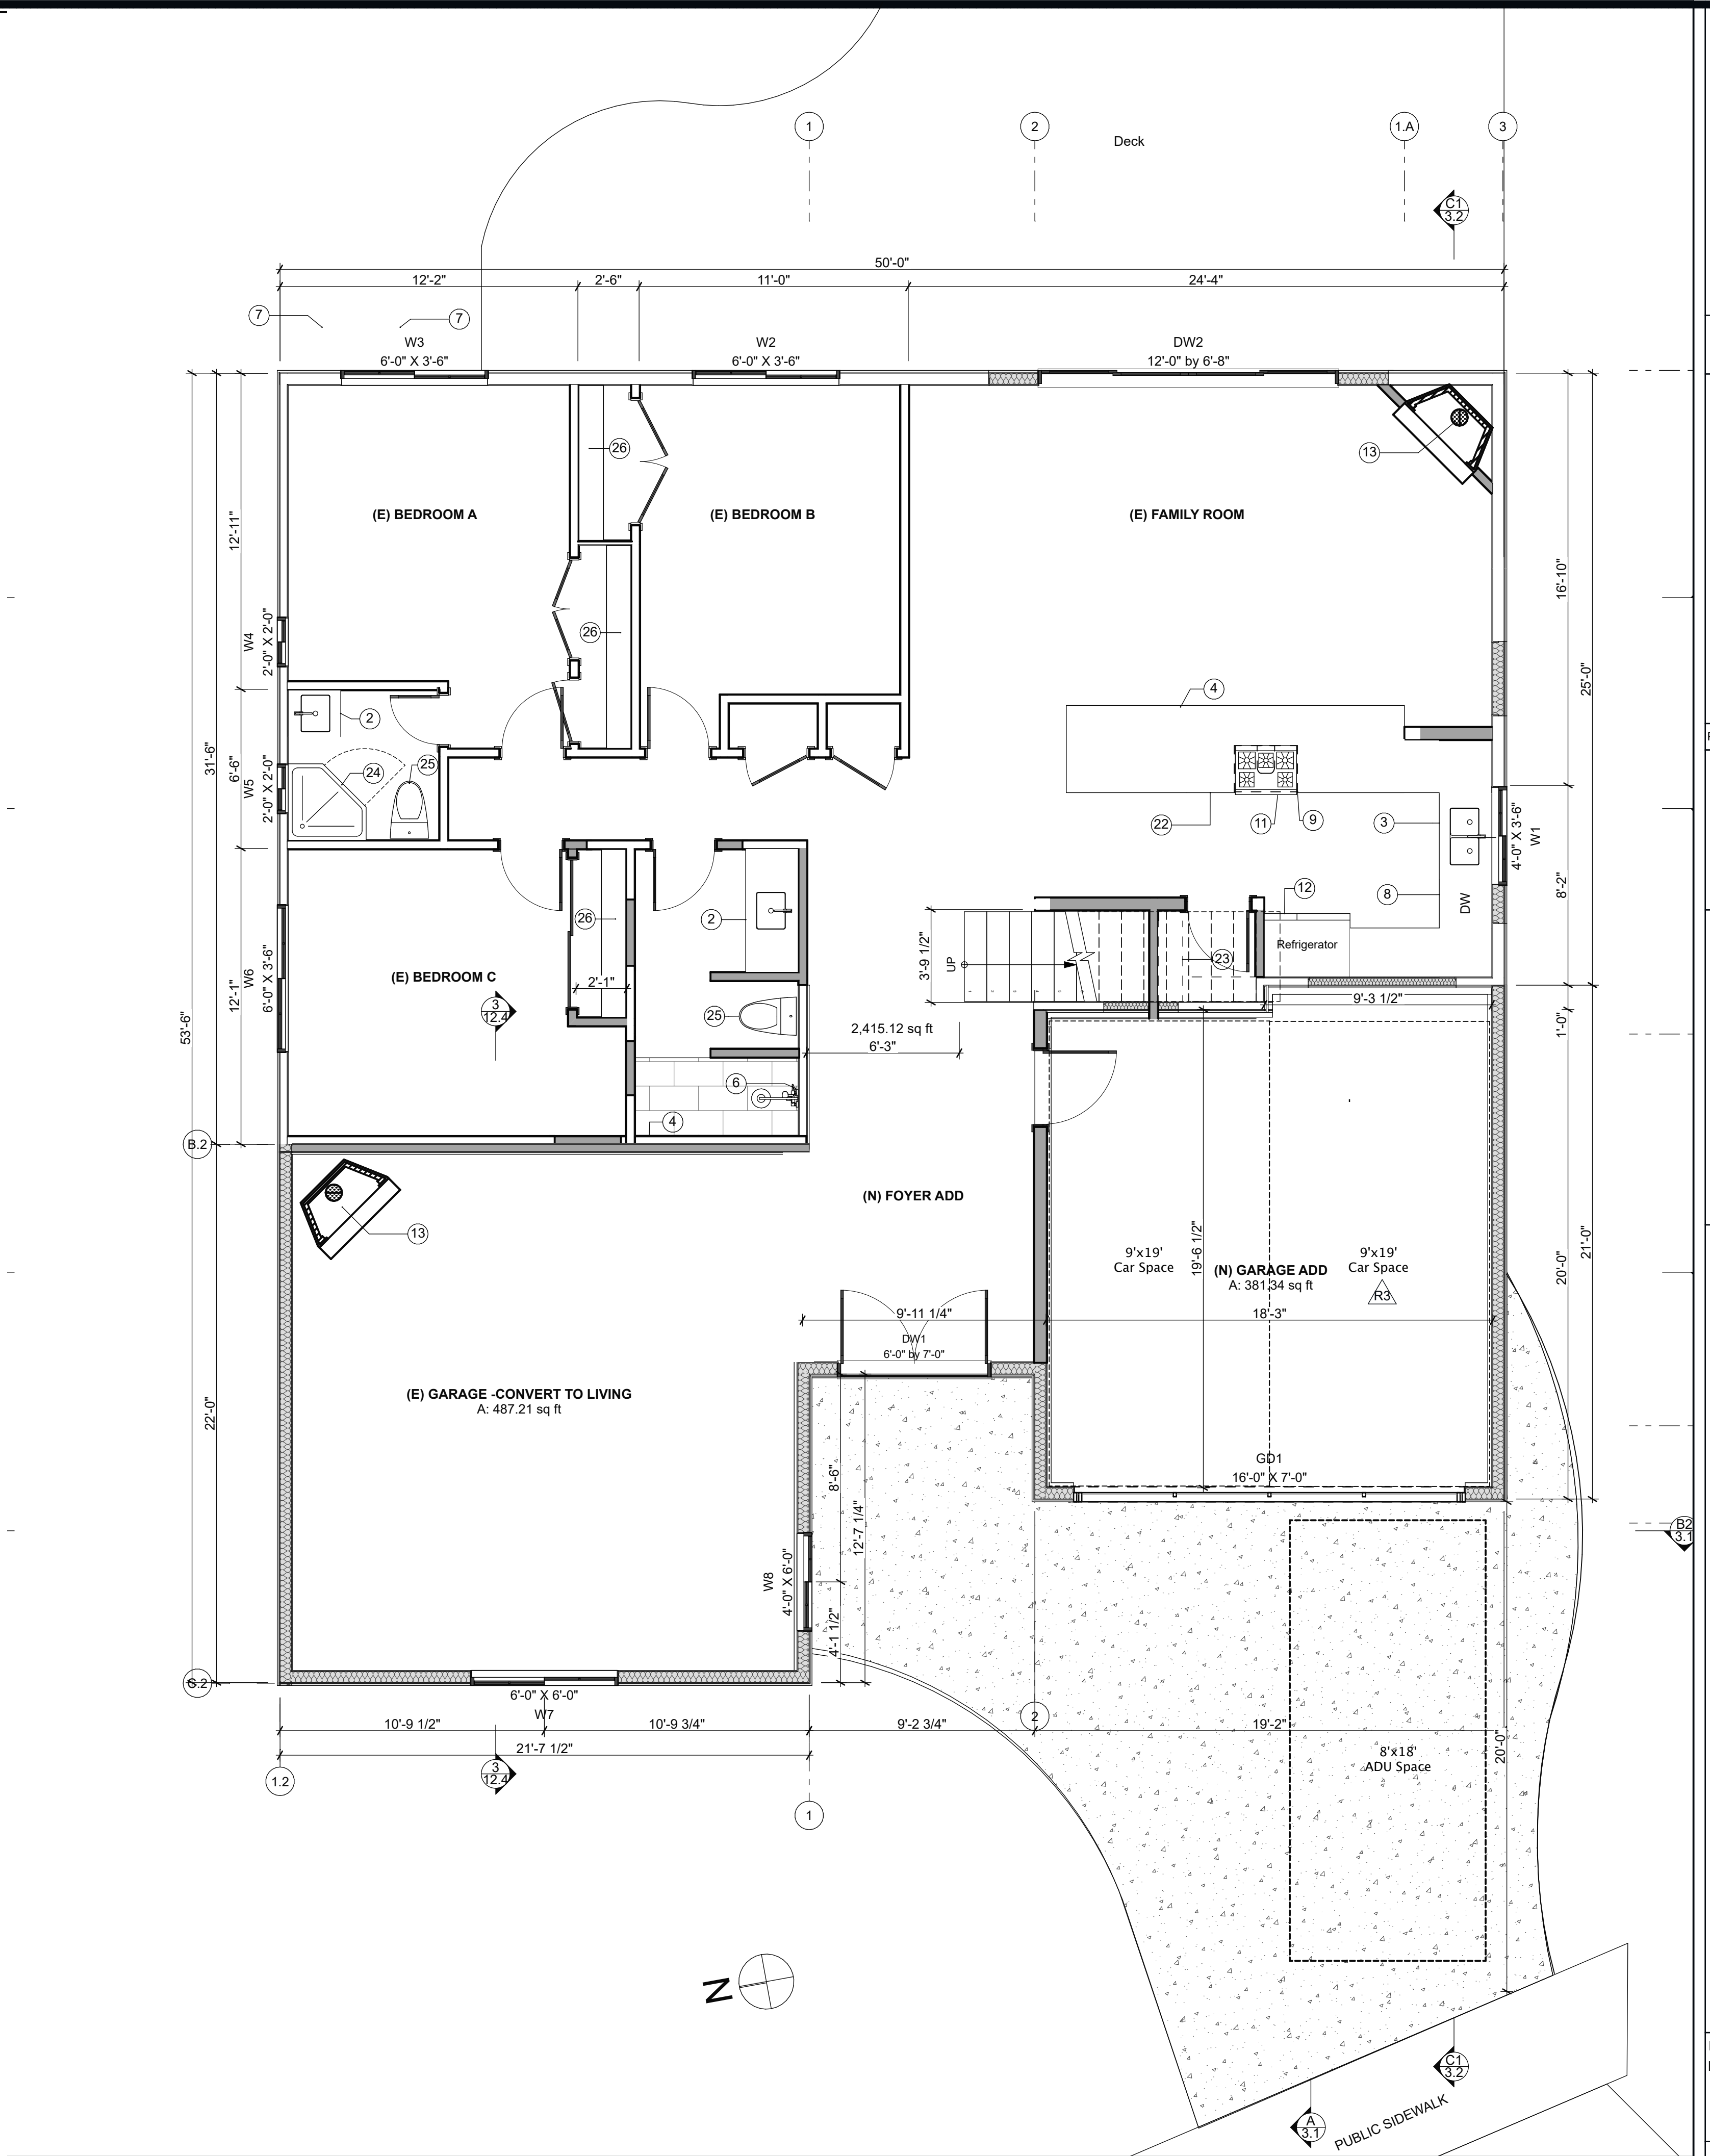 1
2
Deck
1.A
3
C1
3.2
50'-0"
12'-2"
2'-6"
11'-0"
24'-4"
7
7
W3
6'-0" X 3'-6"
W2
6'-0" X 3'-6"
DW2
12'-0" by 6'-8"
13
26
(E) BEDROOM A
(E) BEDROOM B
(E) FAMILY ROOM
12'-11"
16'-10"
26
W4
2'-0" X 2'-0"
25'-0"
4
2
31'-6"
6'-6"
W5
2'-0" X 2'-0"
24
25
22
11
9
3
4'-0" X 3'-6"
W1
8'-2"
12
8
DW
26
2
Refrigerator
3'-9 1/2"
UP
23
(E) BEDROOM C
12'-1"
W6
6'-0" X 3'-6"
2'-1"
9'-3 1/2"
3
12.4
25
2,415.12 sq ft
6'-3"
1'-0"
53'-6"
6
4
B.2
(N) FOYER ADD
13
19'-6 1/2"
9'x19'
Car Space
9'x19'
Car Space
(N) GARAGE ADD
A: 381.34 sq ft
R3
20'-0"
21'-0"
9'-11 1/4"
18'-3"
DW1
6'-0" by 7'-0"
(E) GARAGE -CONVERT TO LIVING
A: 487.21 sq ft
22'-0"
GD1
16'-0" X 7'-0"
8'-6"
12'-7 1/4"
B2
3.1
W8
4'-0" X 6'-0"
4'-1 1/2"
6'-0" X 6'-0"
W7
10'-9 1/2"
10'-9 3/4"
9'-2 3/4"
2
19'-2"
20'-0"
21'-7 1/2"
8'x18'
ADU Space
1.2
3
12.4
1
N
C1
3.2
A
3.1
PUBLIC SIDEWALK